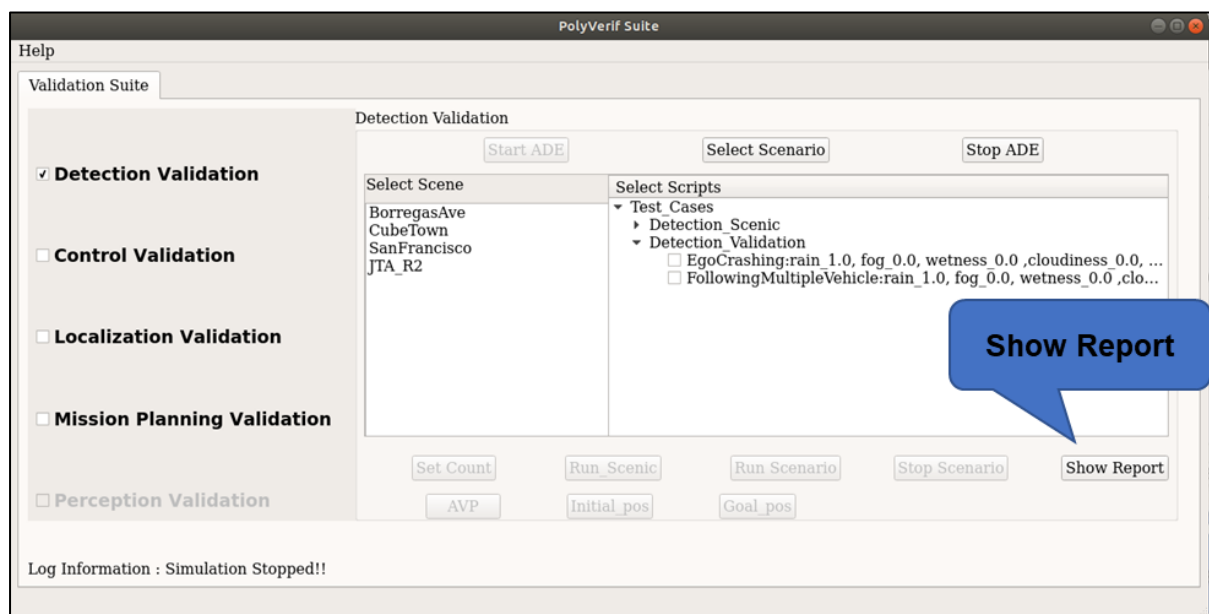 PolyVerif Suite
Help
Validation Suite
Detection Validation
Start ADE
Select Scenario
Stop ADE
Detection Validation
Control Validation
Localization Validation
Mission Planning Validation
Perception Validation
Select Scene
BorregasAve
CubeTown
SanFrancisco
JTA_R2
Select Scripts
Test_Cases
Detection_Scenic
Detection_Validation
EgoCrashing:rain_1.0, fog_0.0, wetness_0.0 ,cloudiness_0.0, ...
FollowingMultipleVehicle:rain_1.0, fog_0.0, wetness_0.0 ,clo...
Show Report
Set Count
Run_Scenic
Run Scenario
Stop Scenario
Show Report
AVP
Initial_pos
Goal_pos
Log Information : Simulation Stopped!!